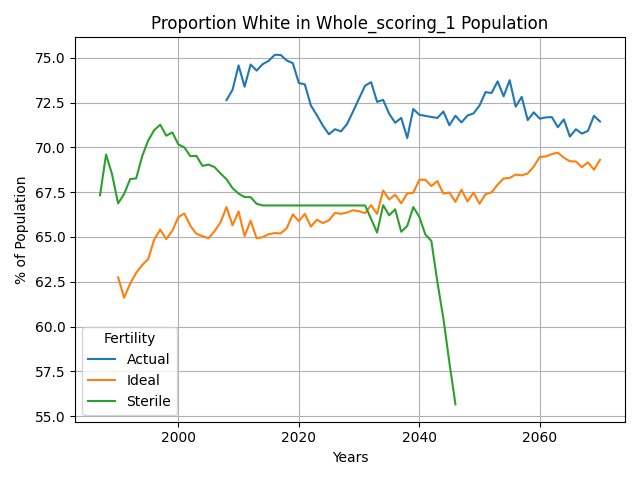 Proportion White in Whole_scoring_1 Population
% of Population
75.0
72.5
70.0
67.5
65.0
62.5
60.0
57.5
55.0
Fertility
Actual
Ideal
Sterile
2000 2020 2040 2060
Years